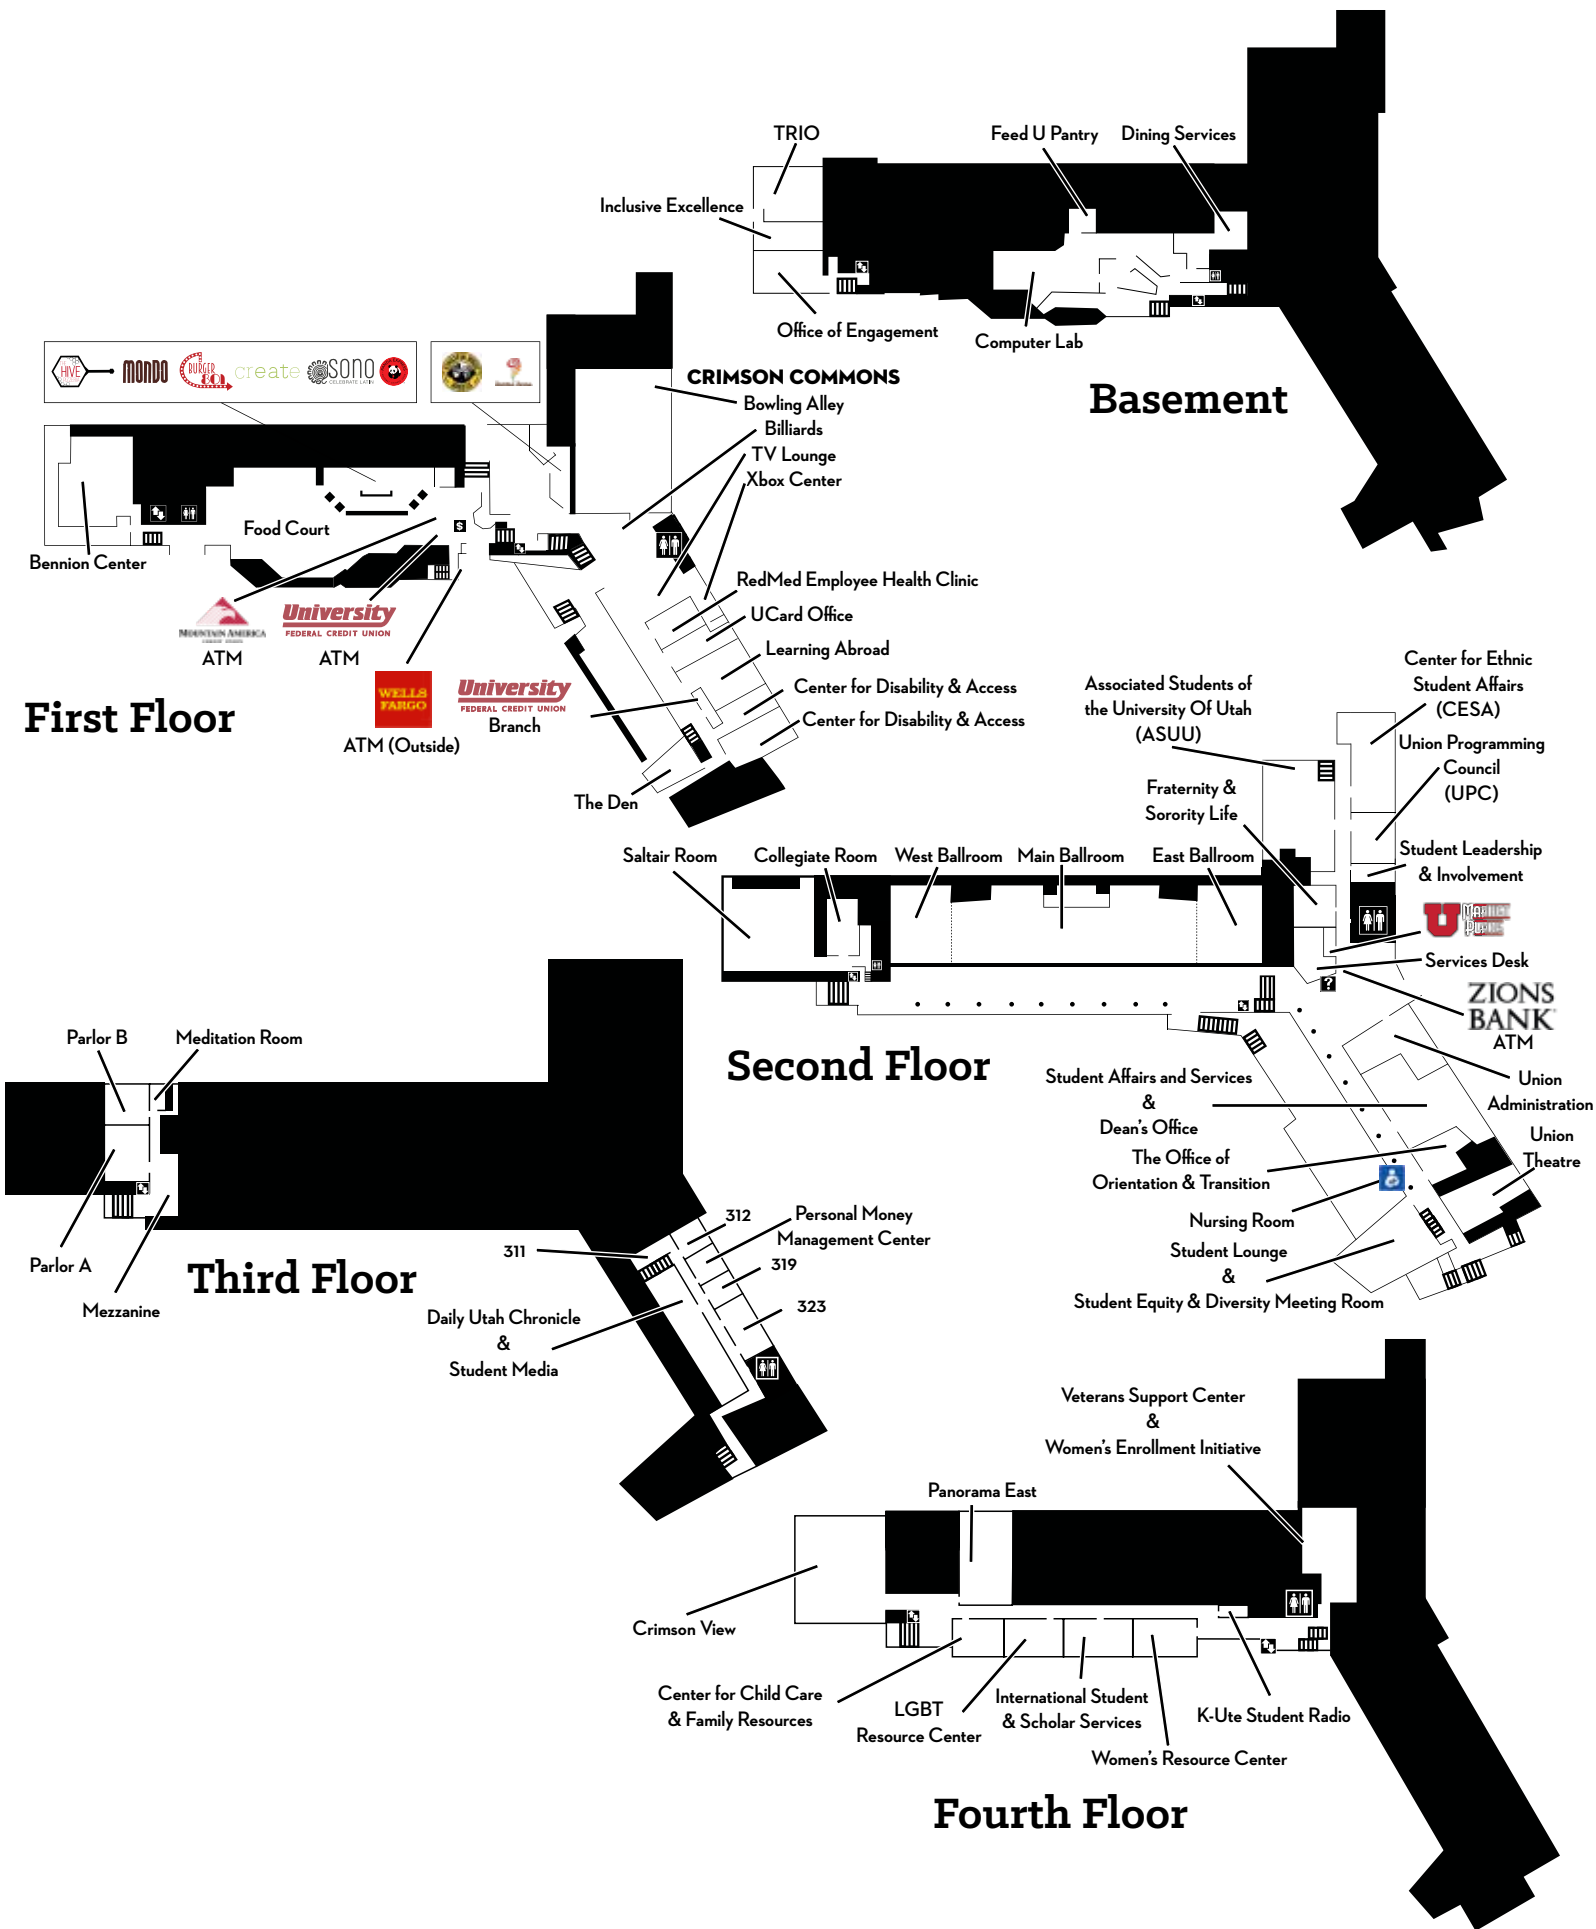 TRIO
Feed U Pantry
Dining Services
Inclusive Excellence
Office of Engagement
Computer Lab
Basement
HIVE
MONDO
BURGER
801
create
SONO
CELEBRATE LATIN
CRIMSON COMMONS
Bowling Alley
Billiards
TV Lounge
Xbox Center
Food Court
$
Bennion Center
RedMed Employee Health Clinic
UCard Office
Learning Abroad
Center for Disability & Access
Center for Disability & Access
MOUNTAIN AMERICA
CREDIT UNION
ATM
University
FEDERAL CREDIT UNION
ATM
WELLS
FARGO
ATM (Outside)
University
FEDERAL CREDIT UNION
Branch
The Den
First Floor
Center for Ethnic
Student Affairs
(CESA)
Associated Students of
the University Of Utah
(ASUU)
Union Programming
Council
(UPC)
Fraternity &
Sorority Life
Student Leadership
& Involvement
Saltair Room
Collegiate Room
West Ballroom
Main Ballroom
East Ballroom
U
Services Desk
?
ZIONS
BANK
ATM
Second Floor
Union
Administration
Student Affairs and Services
&
Dean's Office
Union
Theatre
The Office of
Orientation & Transition
Nursing Room
Student Lounge
&
Student Equity & Diversity Meeting Room
Parlor B
Meditation Room
Parlor A
Mezzanine
Third Floor
311
312
Personal Money
Management Center
319
323
Daily Utah Chronicle
&
Student Media
Veterans Support Center
&
Women's Enrollment Initiative
Panorama East
Crimson View
Center for Child Care
& Family Resources
LGBT
Resource Center
International Student
& Scholar Services
Women's Resource Center
K-Ute Student Radio
Fourth Floor